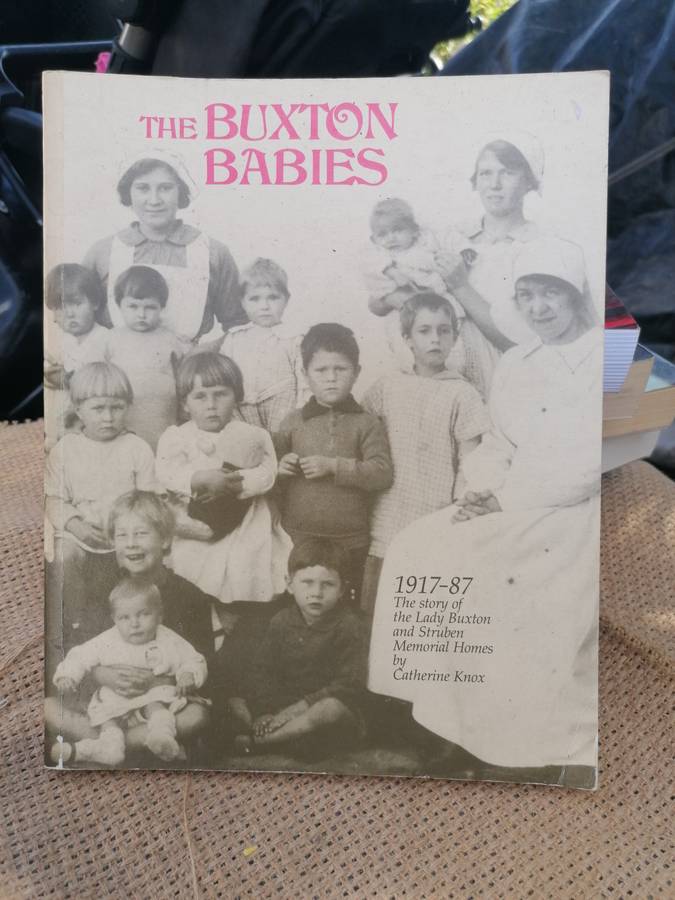 THE BUXTON
BABIES
1917–87
The story of
the Lady Buxton
and Struben
Memorial Homes
by
Catherine Knox